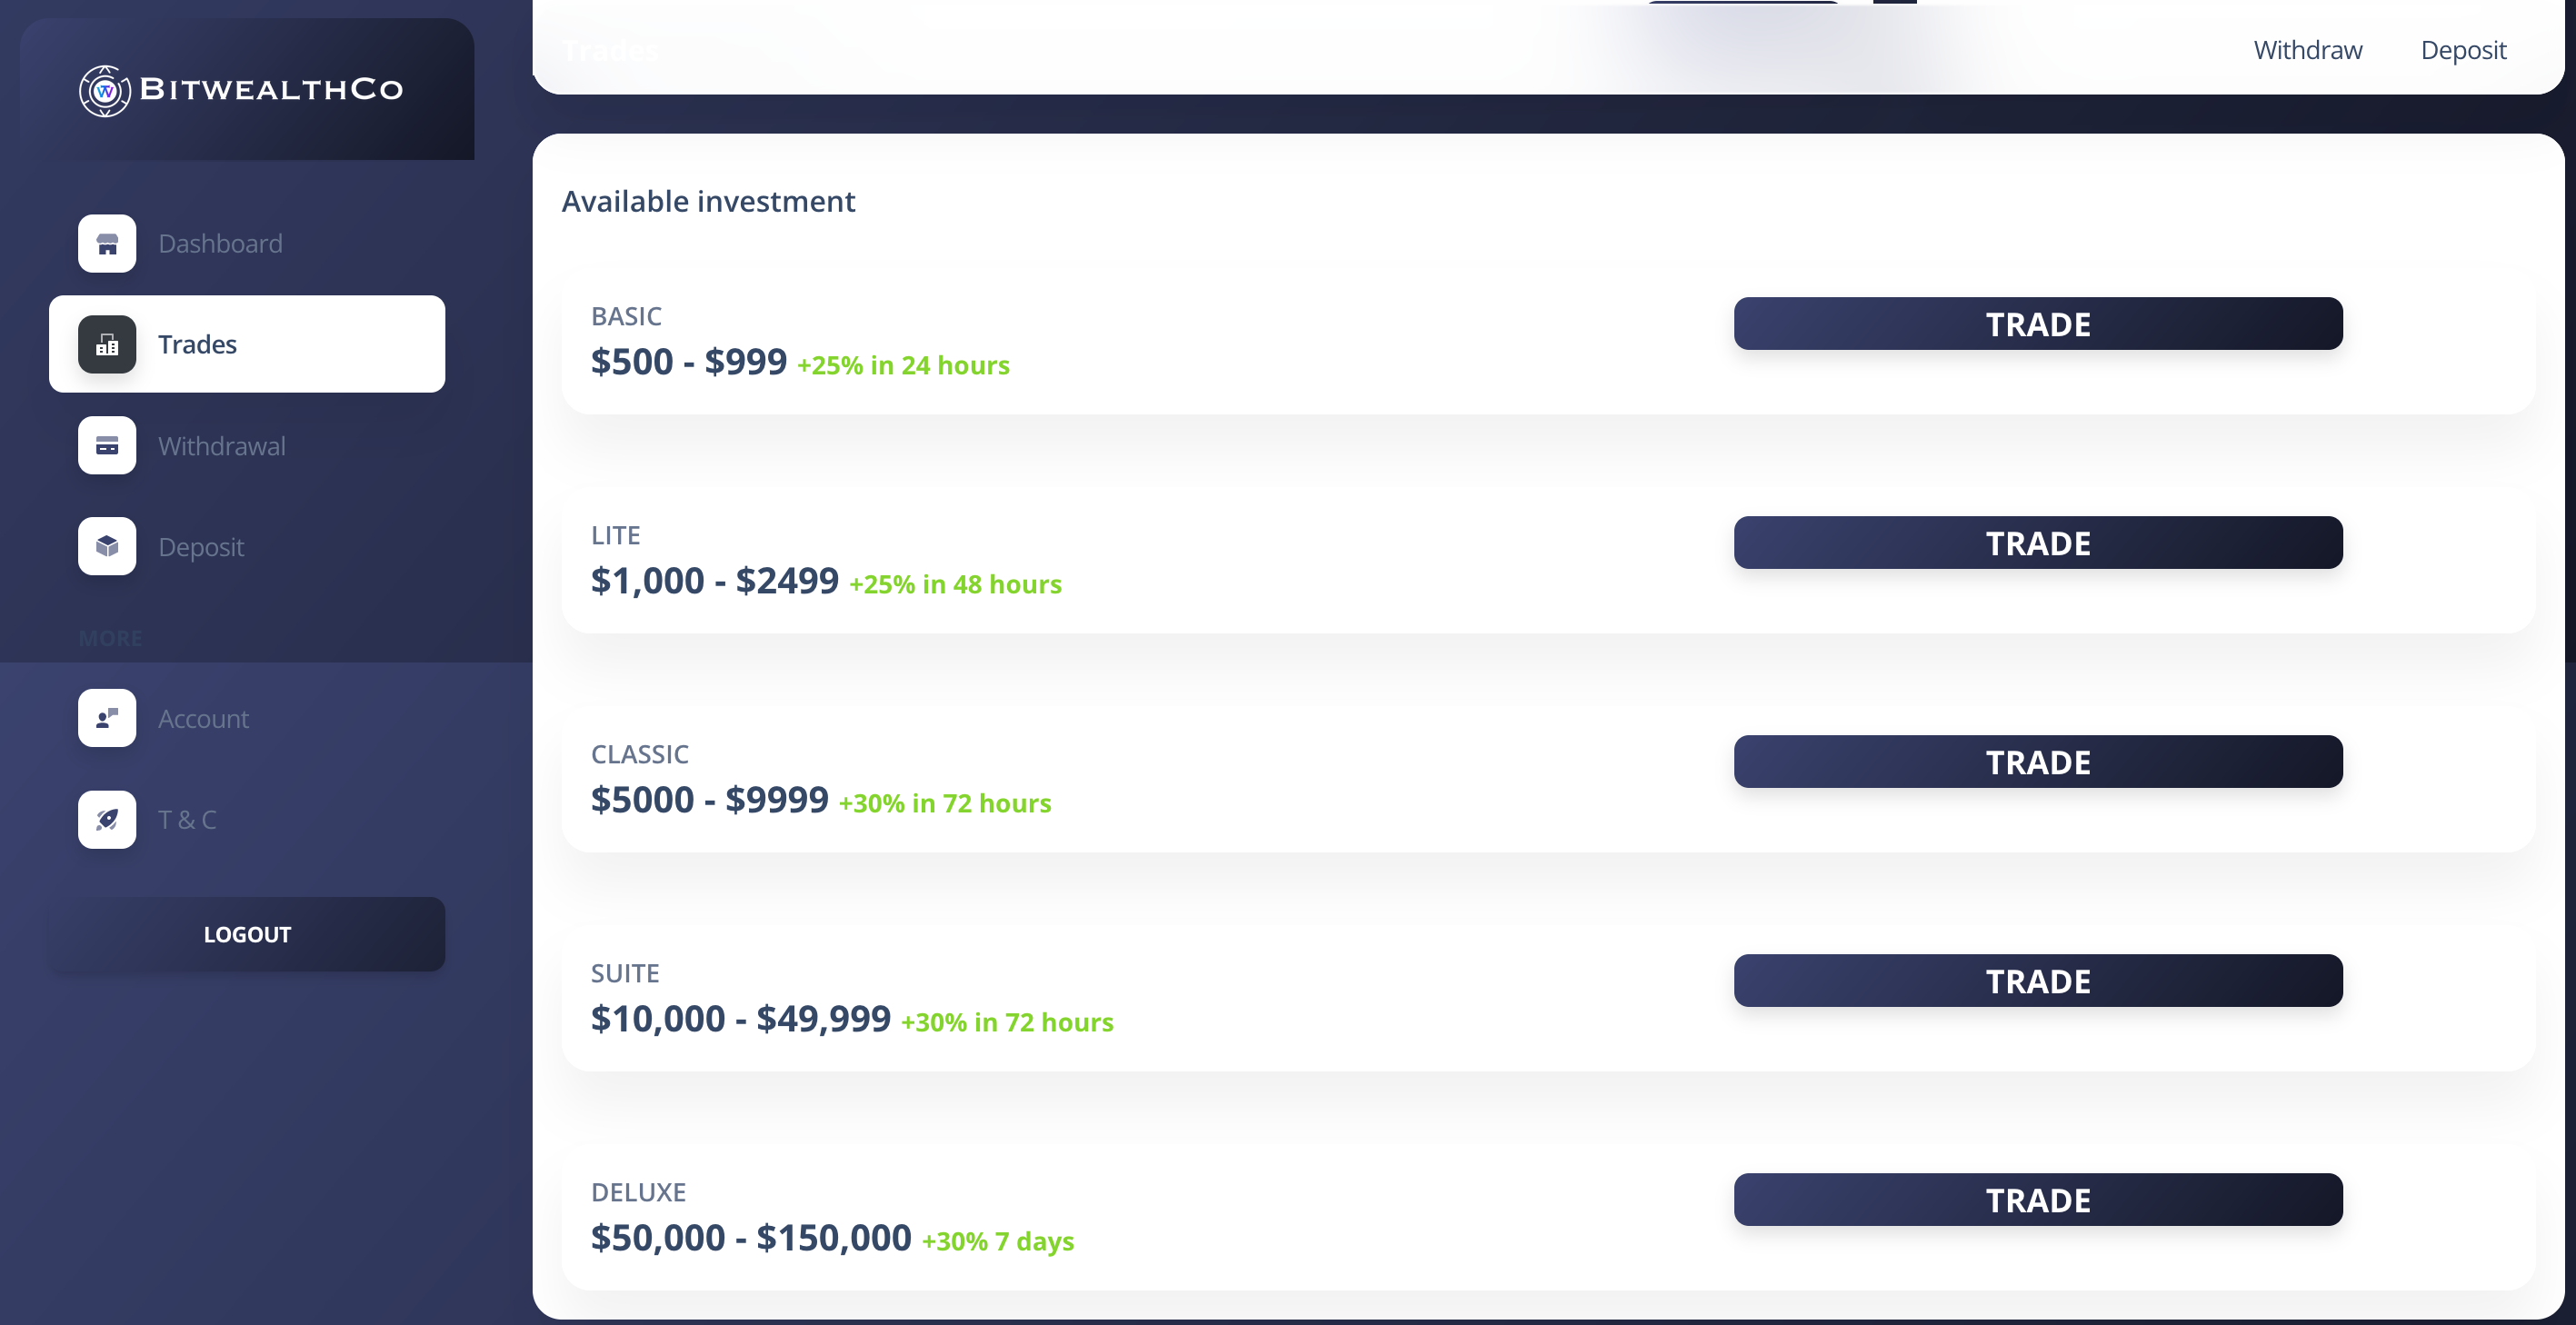 BITWEALTHCO
Dashboard
Trades
Withdrawal
Deposit
MORE
Account
T & C
LOGOUT
Trades
Withdraw
Deposit
Available investment
BASIC
$500 - $999 +25% in 24 hours
TRADE
LITE
$1,000 - $2499 +25% in 48 hours
TRADE
CLASSIC
$5000 - $9999 +30% in 72 hours
TRADE
SUITE
$10,000 - $49,999 +30% in 72 hours
TRADE
DELUXE
$50,000 - $150,000 +30% 7 days
TRADE